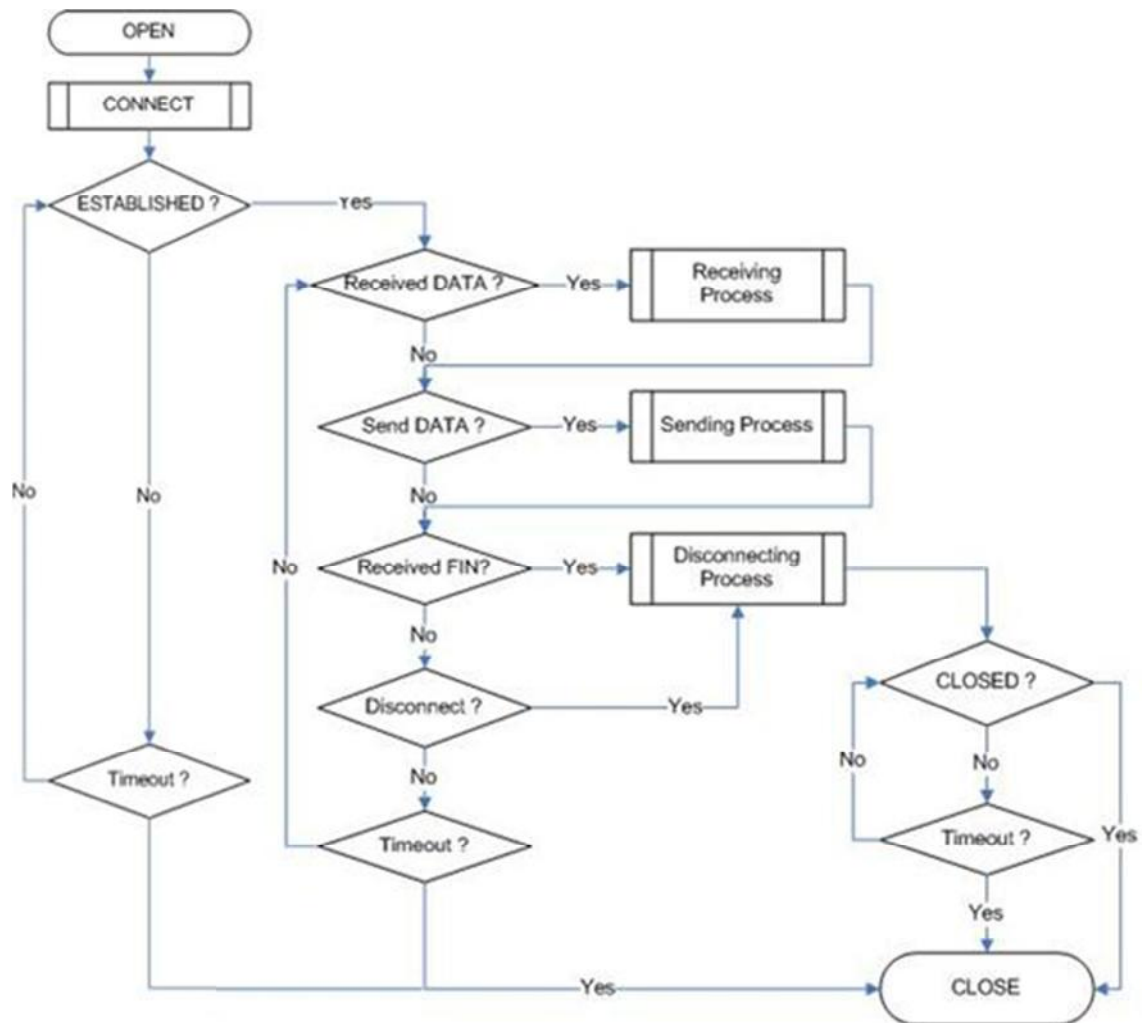 OPEN
CONNECT
ESTABLISHED ?
Yes
Received DATA ?
Yes
Receiving
Process
No
Send DATA ?
Yes
Sending Process
No
No
No
Received FIN?
Yes
Disconnecting
Process
No
No
Disconnect ?
Yes
CLOSED ?
No
No
No
Timeout ?
Timeout ?
Timeout ?
Yes
Yes
Yes
CLOSE